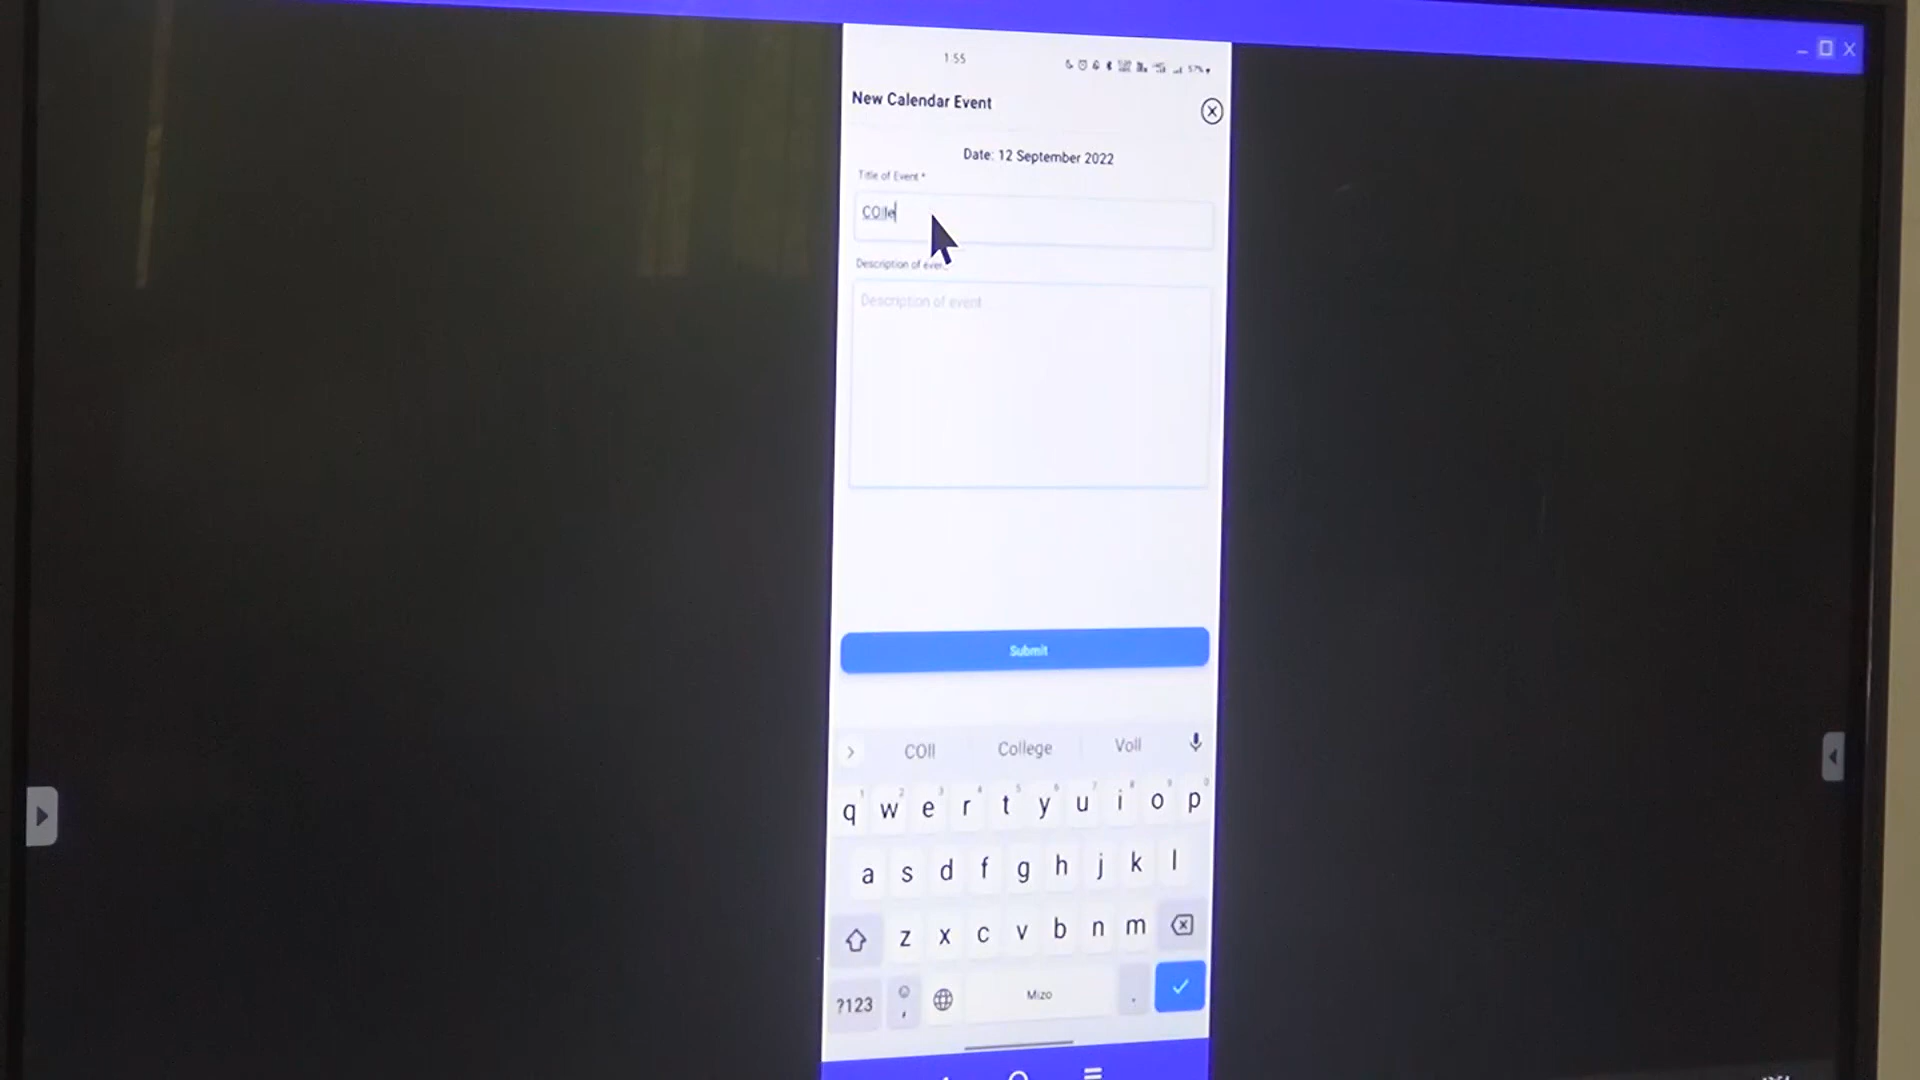 1:55
57%
New Calendar Event
Date: 12 September 2022
Title of Event *
COlle
Description of
Description of event
Submit
COll College Voll
q w e r t y u i o p
a s d f g h j k l
z x c v b n m
?123 , Mizo .